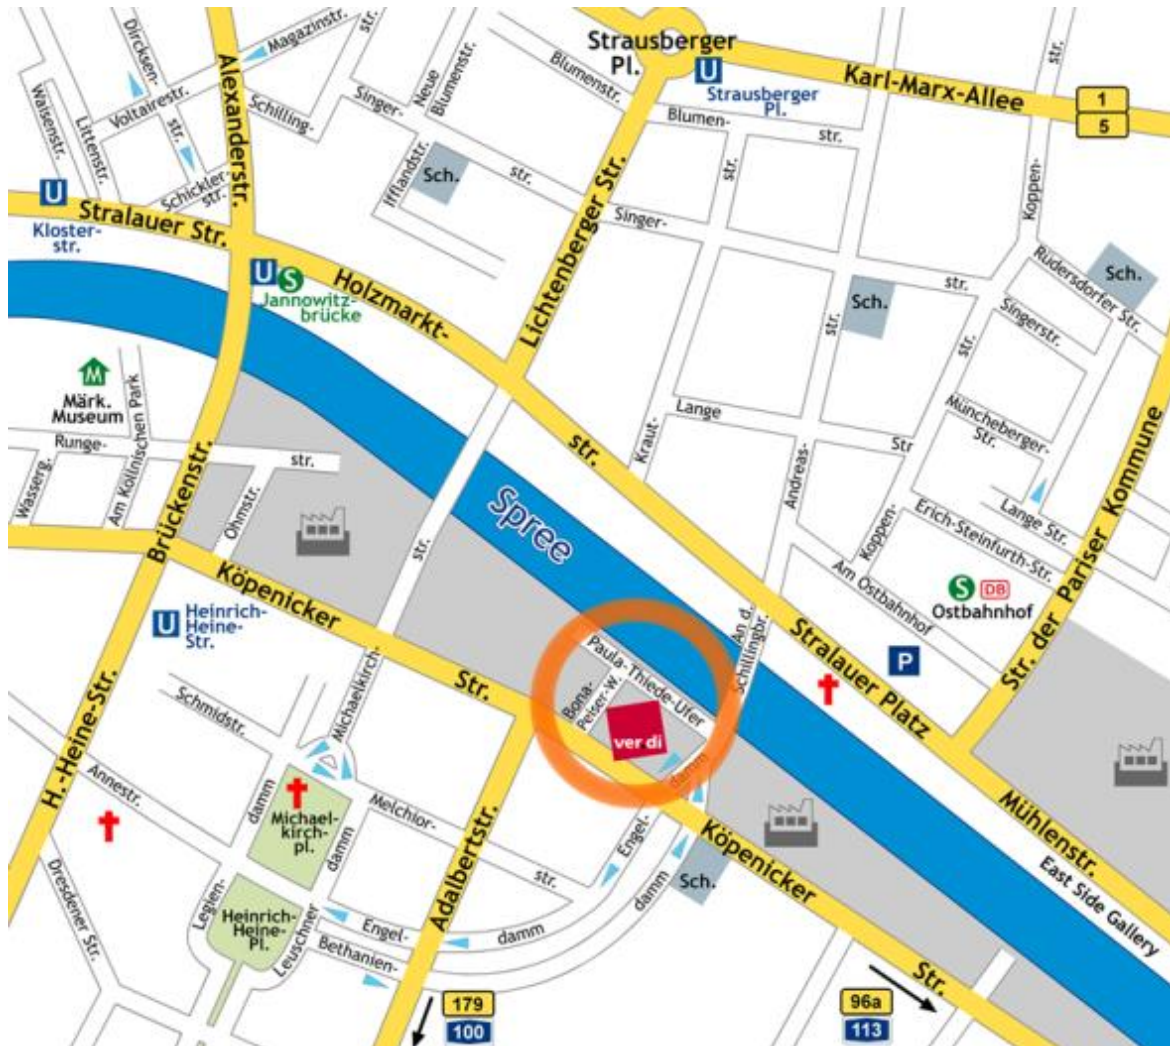 Strausberger
Pl.
U
Strausberger
Pl.
Karl-Marx-Allee
1
5
Dircksen-
str.
Magazinstr.
Voltairestr.
Waisenstr.
Littenstr.
Schickler-
str.
Alexanderstr.
Schilling-
str.
Singer-
str.
Neue
Blumenstr.
Ifflandstr.
Sch.
Blumenstr.
Blumen-
str.
str.
Singer-
str.
str.
Koppen-
str.
Rüdersdorfer Str.
Sch.
Sch.
Singerstr.
str.
Müncheberger-
Str.
U
Kloster-
str.
Stralauer Str.
U
S
Jannowitz-
brücke
Holzmarkt-
str.
Lichtenberger Str.
M
Märk.
Museum
Runge-
str.
Wasserg.
Am Köllnischen Park
Ohmstr.
Brückenstr.
Lange
Str
Kraut-
Andreas-
Koppen-
Erich-Steinfurth-Str.
Lange Str.
Am Ostbahnhof
S
DB
Ostbahnhof
Str. der Pariser Kommune
P
Spree
Köpenicker
Str.
U
Heinrich-
Heine-
Str.
H.-Heine-Str.
Schmidstr.
Annestr.
Dresdener Str.
str.
Michaelkirch-
damm
Michael-
kirch-
pl.
damm
Melchior-
str.
Legien-
Heinrich-
Heine-
Pl.
Leuschner
Engel-
damm
Bethanien-
damm
Engel-
damm
Adalbertstr.
Bona-
Peiser-W.
Paula-Thiede-Ufer
ver.di
An d.
Schillingbr.
Stralauer Platz
Mühlenstr.
East Side Gallery
Sch.
Köpenicker
Str.
179
100
96a
113